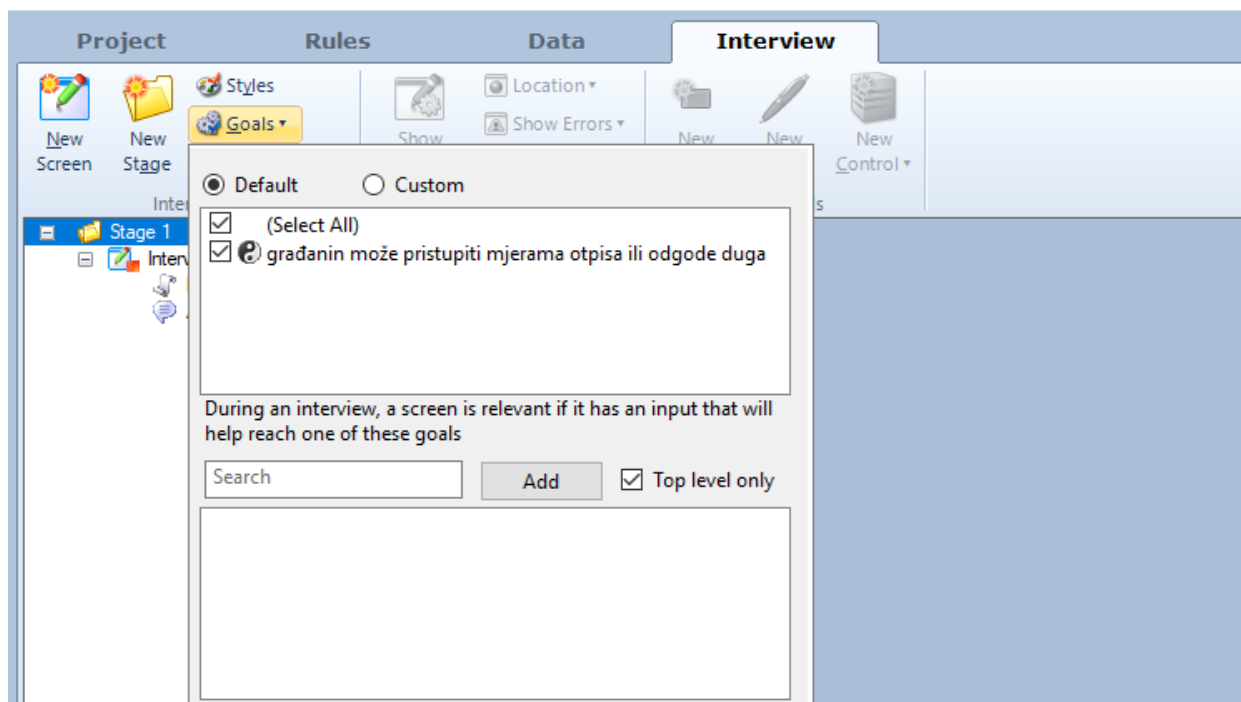 Project Rules Data Interview
Styles Location
Goals Show Errors
New New Show New New New
Screen Stage Control
Default Custom
Stage 1 (Select All)
građanin može pristupiti mjerama otpisa ili odgode duga
During an interview, a screen is relevant if it has an input that will
help reach one of these goals
Search Add Top level only